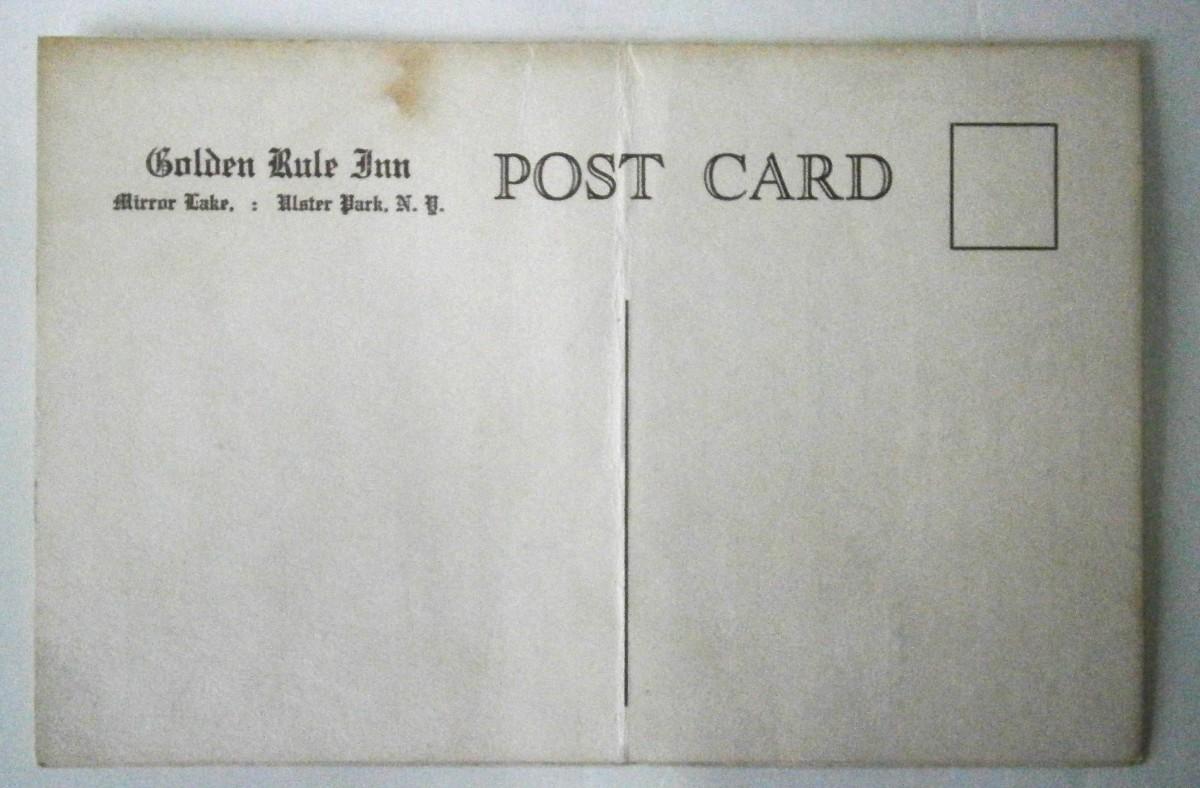 Golden Rule Inn
Mirror Lake, : Ulster Park, N. Y.
POST CARD